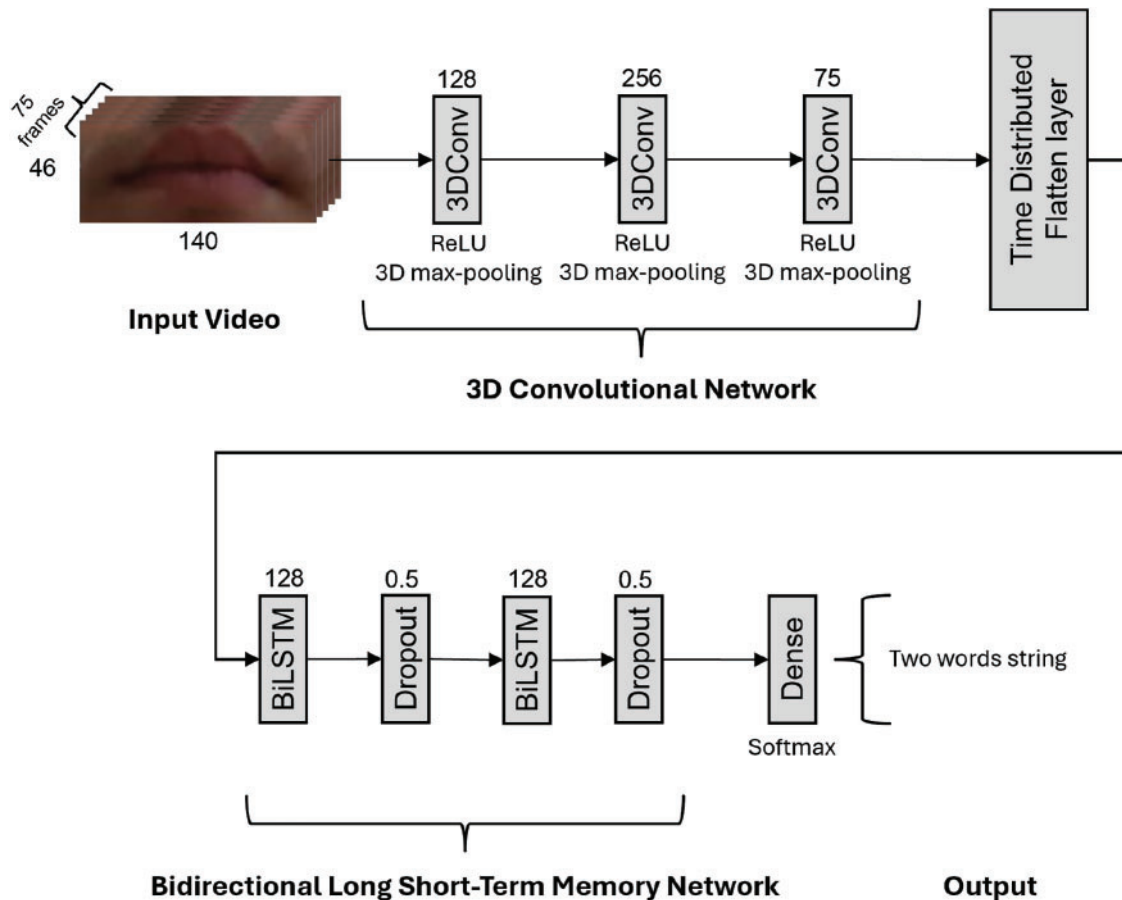 75
frames
46
140
Input Video
128
256
75
3DConv
3DConv
3DConv
ReLU
ReLU
ReLU
3D max-pooling
3D max-pooling
3D max-pooling
3D Convolutional Network
Time Distributed
Flatten layer
128
0.5
128
0.5
BiLSTM
Dropout
BiLSTM
Dropout
Dense
Softmax
Two words string
Bidirectional Long Short-Term Memory Network
Output